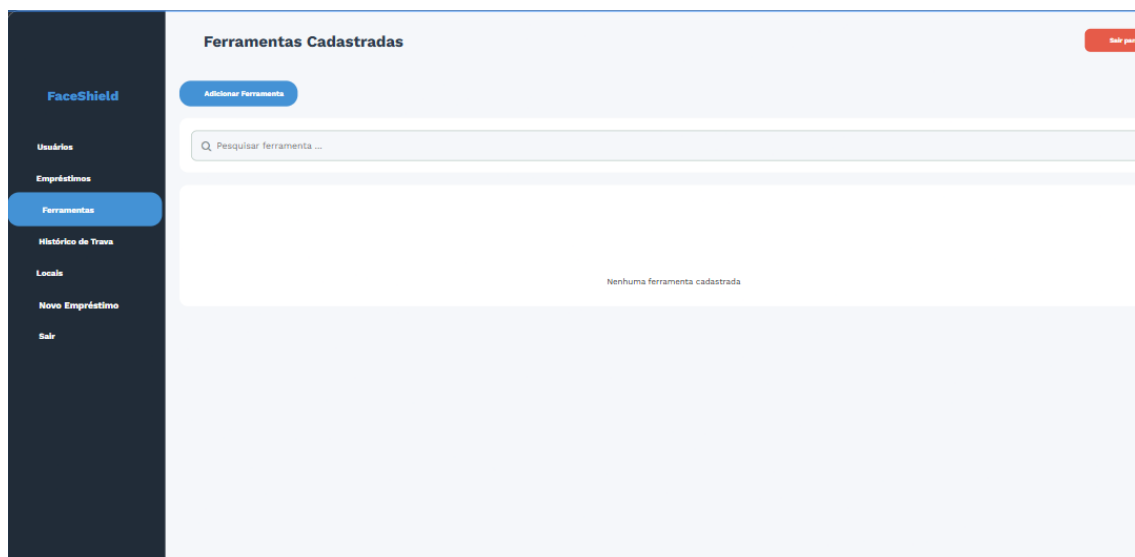 Ferramentas Cadastradas
Sair
FaceShield
Adicionar Ferramenta
Pesquisar ferramenta ...
Usuários
Empréstimos
Ferramentas
Histórico de Trava
Locais
Novo Empréstimo
Sair
Nenhuma ferramenta cadastrada